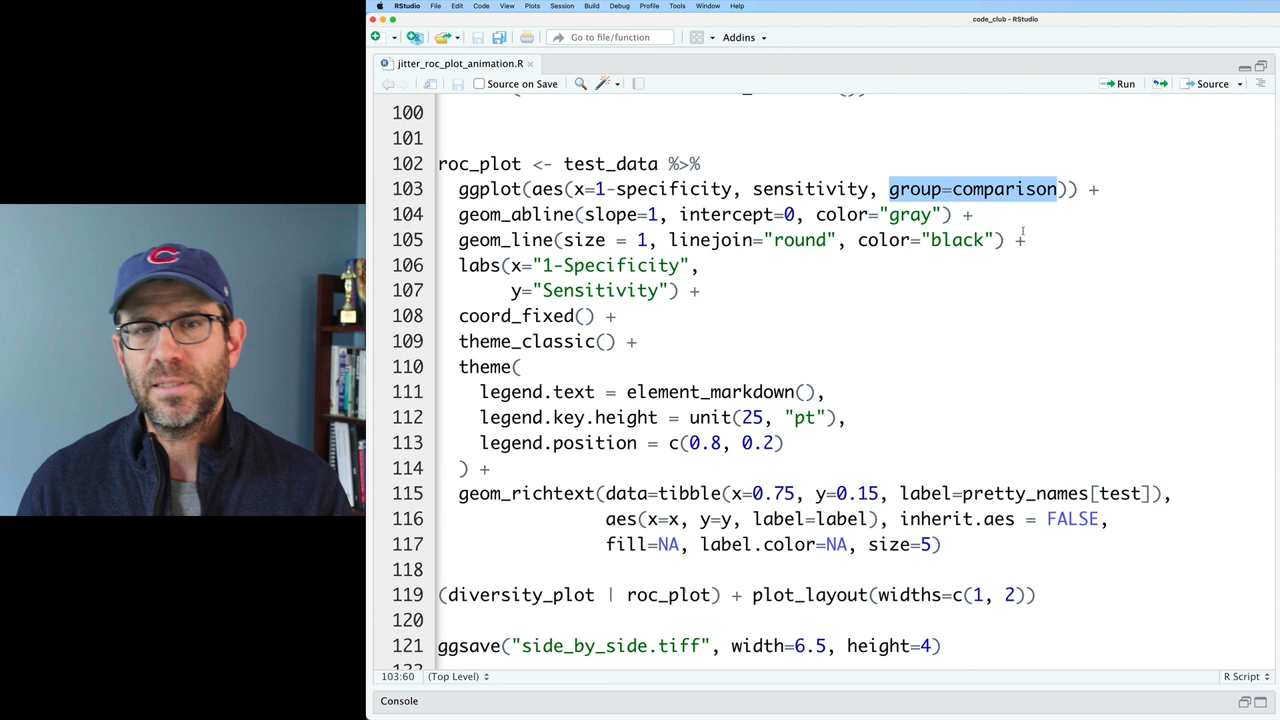 RStudio File Edit Code View Plots Session Build Debug Profile Tools Window Help
code_club - RStudio
Go to file/function Addins
jitter_roc_plot_animation.R
Source on Save Run Source
100
101
102 roc_plot <- test_data %>%
103 ggplot(aes(x=1-specificity, sensitivity, group=comparison)) +
104 geom_abline(slope=1, intercept=0, color="gray") +
105 geom_line(size = 1, linejoin="round", color="black") +
106 labs(x="1-Specificity",
107 y="Sensitivity") +
108 coord_fixed() +
109 theme_classic() +
110 theme(
111 legend.text = element_markdown(),
112 legend.key.height = unit(25, "pt"),
113 legend.position = c(0.8, 0.2)
114 ) +
115 geom_richtext(data=tibble(x=0.75, y=0.15, label=pretty_names[test]),
116 aes(x=x, y=y, label=label), inherit.aes = FALSE,
117 fill=NA, label.color=NA, size=5)
118
119 (diversity_plot | roc_plot) + plot_layout(widths=c(1, 2))
120
121 ggsave("side_by_side.tiff", width=6.5, height=4)
103:60 (Top Level) R Script
Console